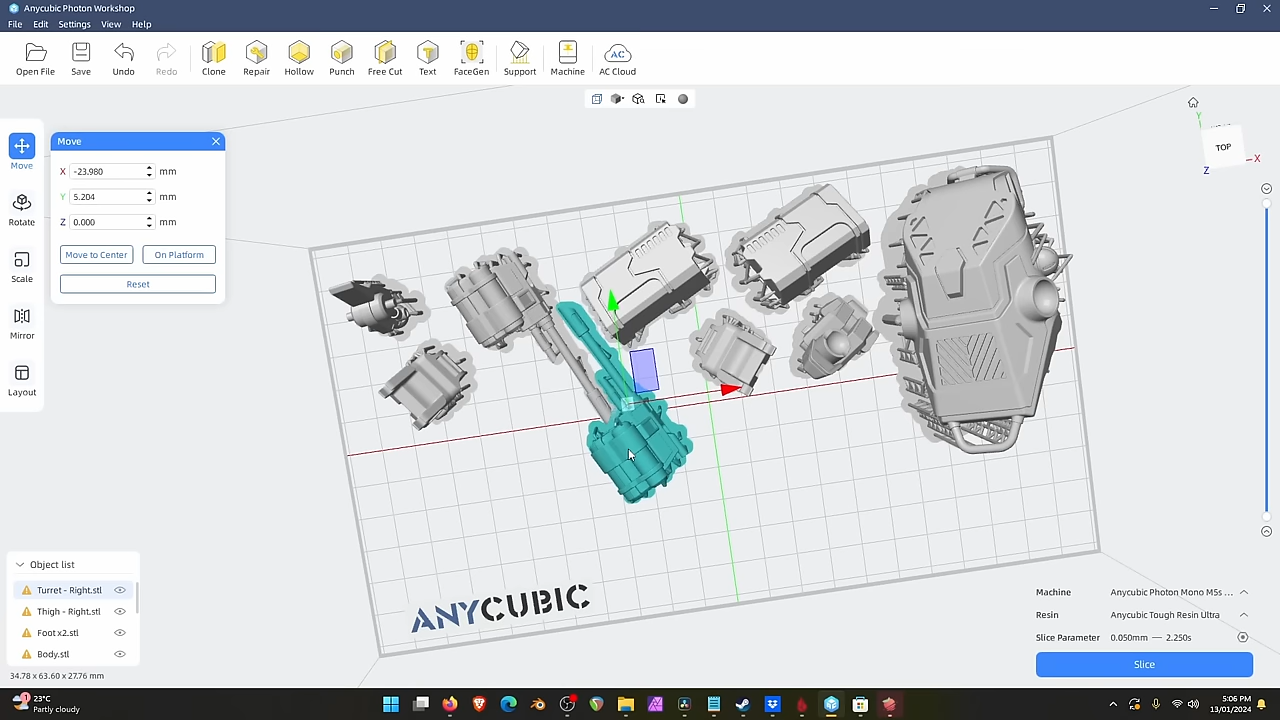 Anycubic Photon Workshop
File Edit Settings View Help
Open File Save Undo Redo Clone Repair Hollow Punch Free Cut Text FaceGen Support Machine AC Cloud
AC
Move
Rotate
Scale
Mirror
Layout
Move
X -23.980 mm
Y 5.204 mm
Z 0.000 mm
Move to Center On Platform
Reset
Y
TOP
X
Z
ANYCUBIC
Object list
Turret - Right.stl
Thigh - Right.stl
Foot x2.stl
Body.stl
34.78 x 63.60 x 27.76 mm
Machine Anycubic Photon Mono M5s ...
Resin Anycubic Tough Resin Ultra
Slice Parameter 0.050mm — 2.250s
Slice
1
23°C
Partly cloudy
5:06 PM
13/01/2024